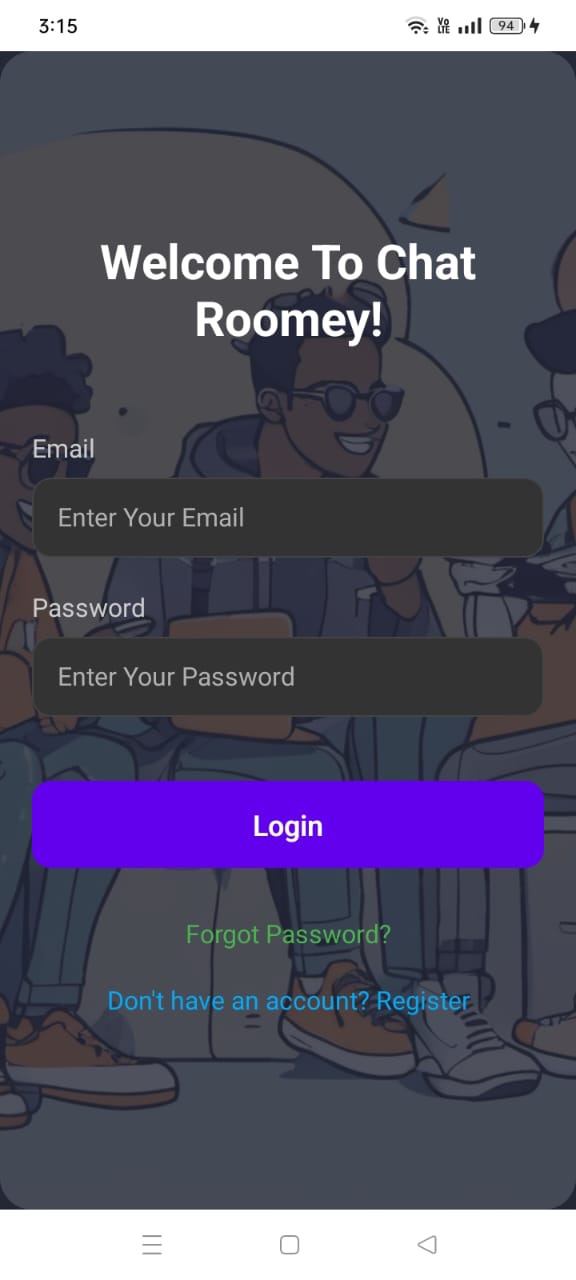 3:15
Vo
LTE
94
Welcome To Chat
Roomey!
Email
Enter Your Email
Password
Enter Your Password
Login
Forgot Password?
Don't have an account? Register